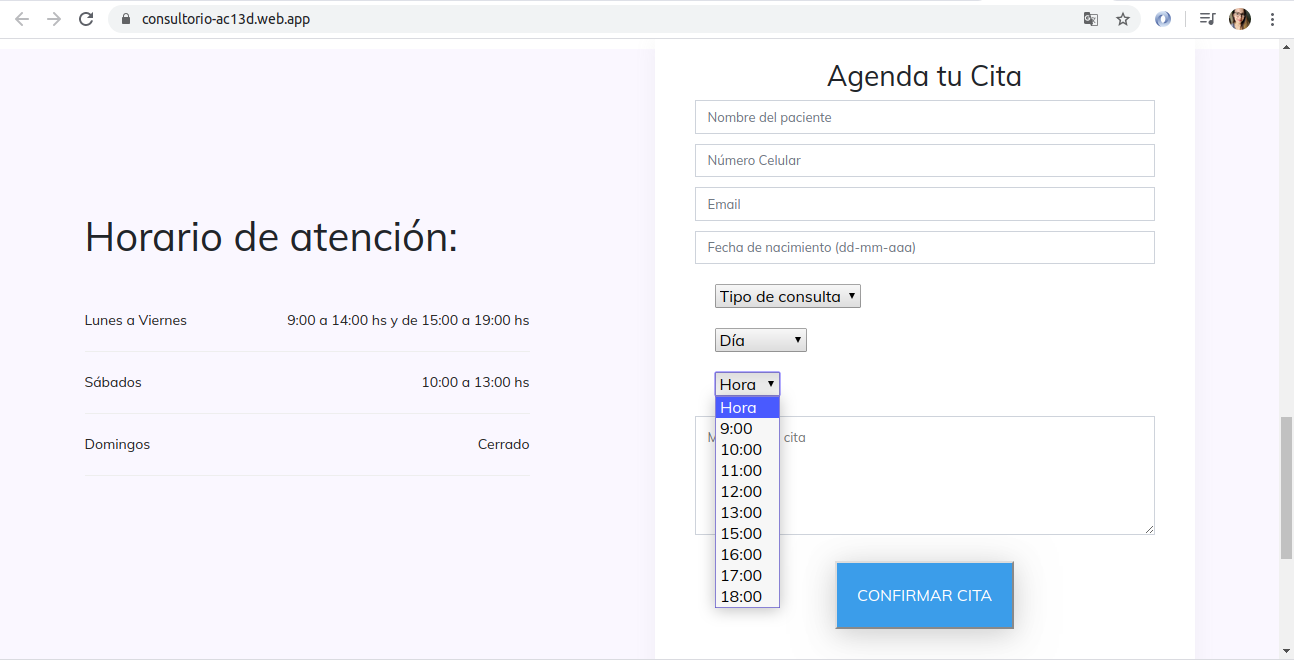 consultorio-ac13d.web.app
Horario de atención:
Lunes a Viernes 9:00 a 14:00 hs y de 15:00 a 19:00 hs
Sábados 10:00 a 13:00 hs
Domingos Cerrado
Agenda tu Cita
Nombre del paciente
Número Celular
Email
Fecha de nacimiento (dd-mm-aaa)
Tipo de consulta
Día
Hora
Hora
9:00
10:00
11:00
12:00
13:00
15:00
16:00
17:00
18:00
cita
CONFIRMAR CITA